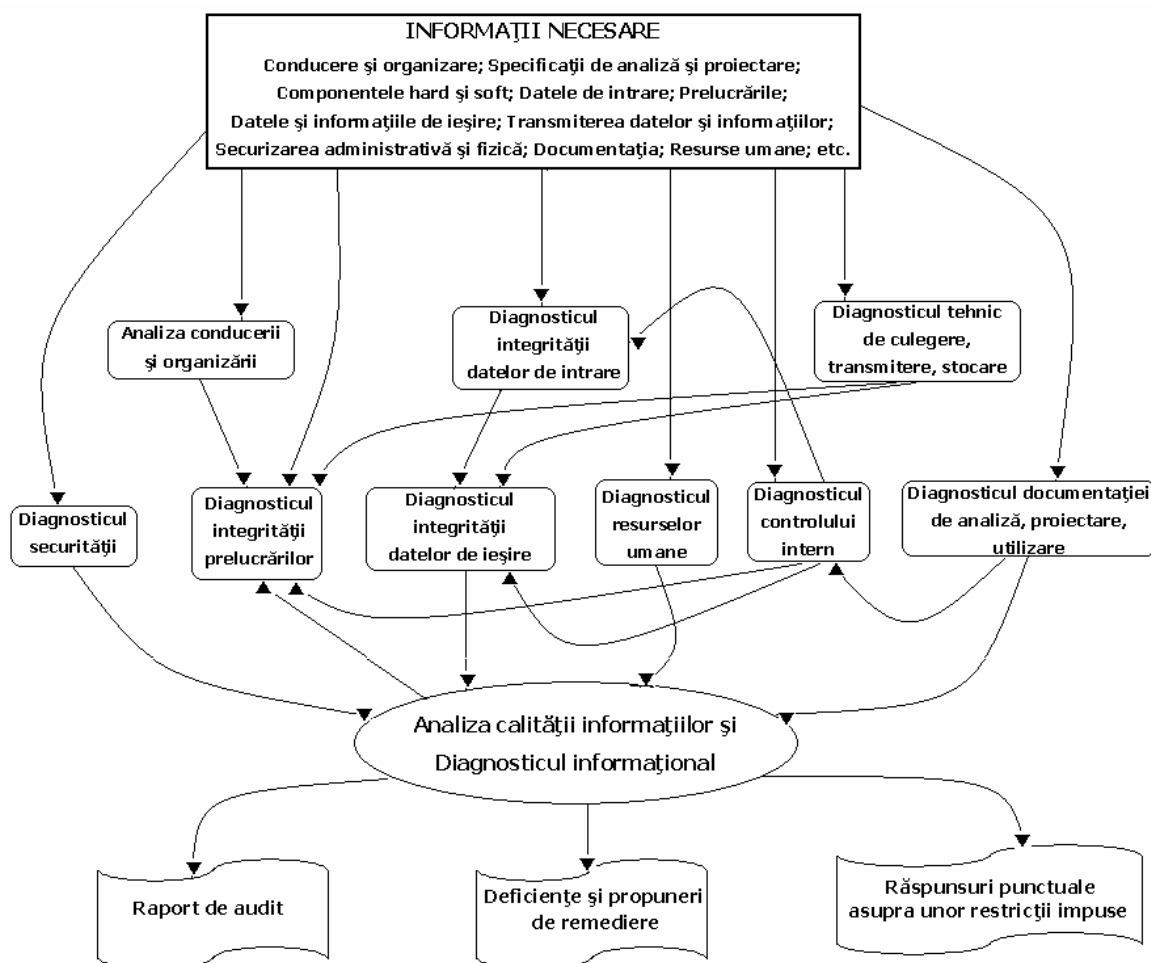 INFORMAŢII NECESARE
Conducere şi organizare; Specificaţii de analiză şi proiectare;
Componentele hard şi soft; Datele de intrare; Prelucrările;
Datele şi informaţiile de ieşire; Transmiterea datelor şi informaţiilor;
Securizarea administrativă şi fizică; Documentaţia; Resurse umane; etc.
Analiza conducerii
şi organizării
Diagnosticul
integrităţii
datelor de intrare
Diagnosticul tehnic
de culegere,
transmitere, stocare
Diagnosticul
securităţii
Diagnosticul
integrităţii
prelucrărilor
Diagnosticul
integrităţii
datelor de ieşire
Diagnosticul
resurselor
umane
Diagnosticul
controlului
intern
Diagnosticul documentaţiei
de analiză, proiectare,
utilizare
Analiza calităţii informaţiilor şi
Diagnosticul informaţional
Raport de audit
Deficienţe şi propuneri
de remediere
Răspunsuri punctuale
asupra unor restricţii impuse